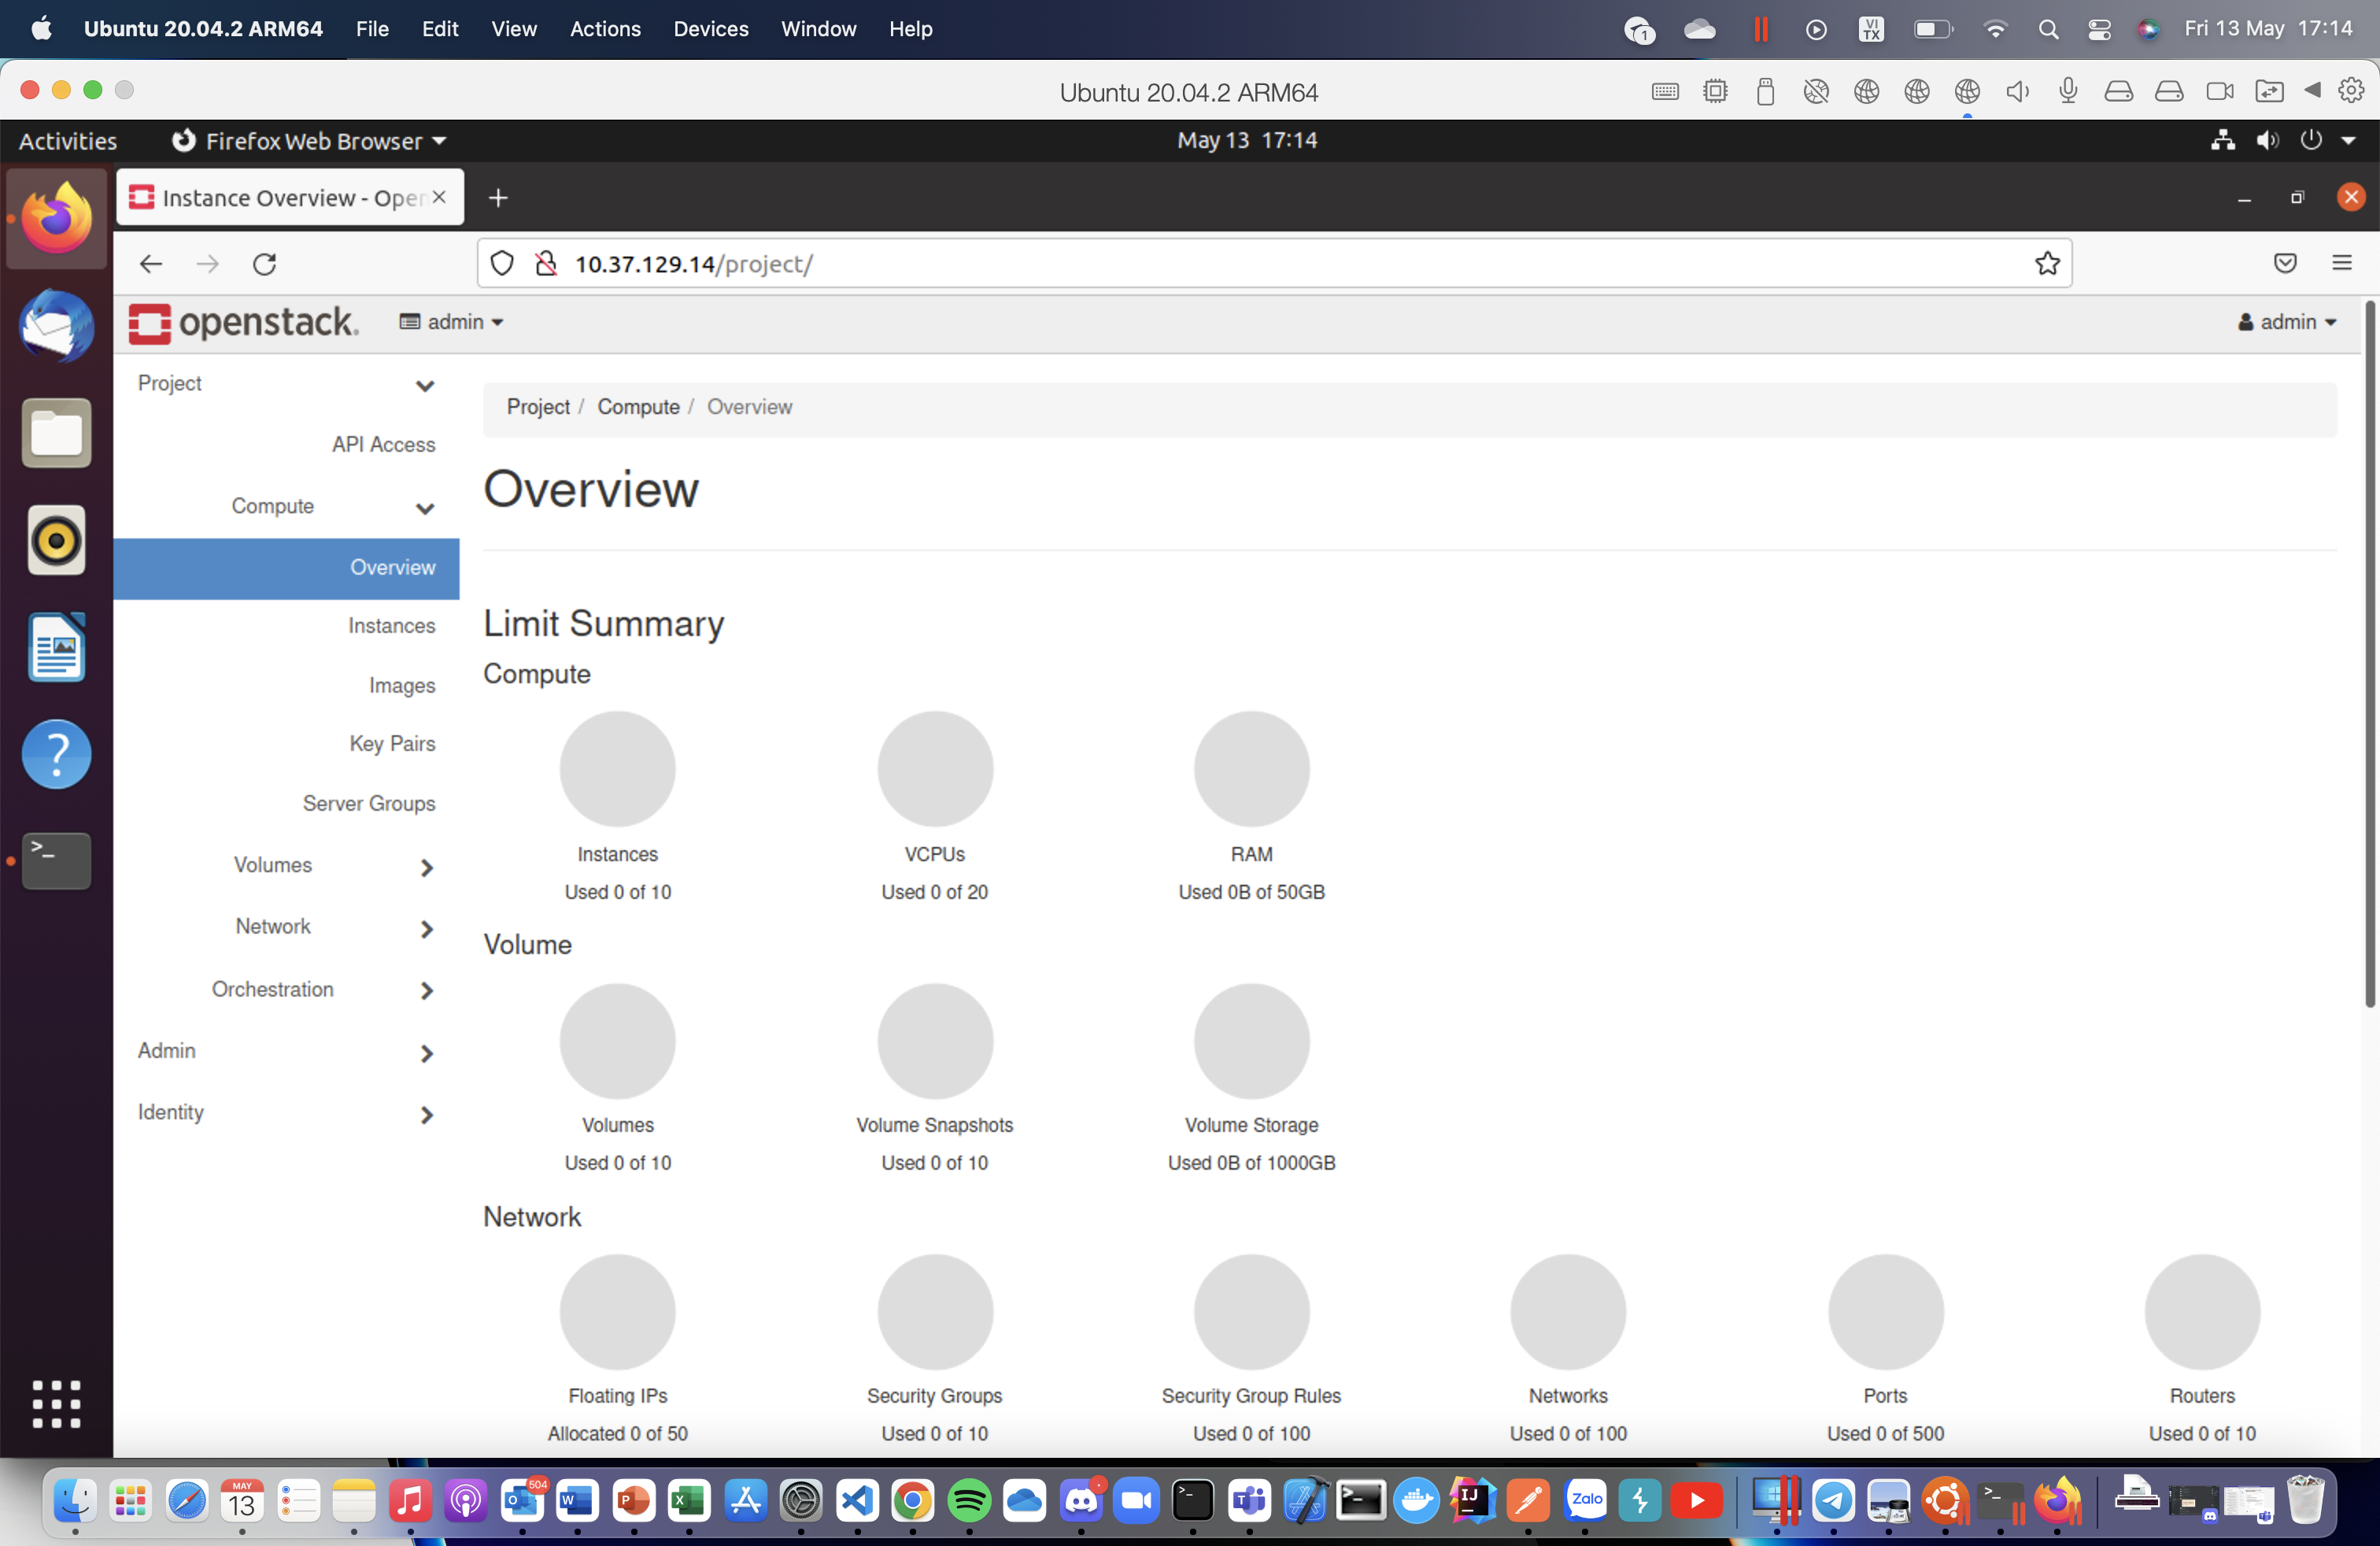 Ubuntu 20.04.2 ARM64 File Edit View Actions Devices Window Help 1 VI TX Fri 13 May 17:14
Ubuntu 20.04.2 ARM64
Activities Firefox Web Browser May 13 17:14
Instance Overview - Open
10.37.129.14/project/
openstack. admin admin
Project
API Access
Compute
Overview
Instances
Images
Key Pairs
Server Groups
Volumes
Network
Orchestration
Admin
Identity
Project / Compute / Overview
Overview
Limit Summary
Compute
Instances VCPUs RAM
Used 0 of 10 Used 0 of 20 Used 0B of 50GB
Volume
Volumes Volume Snapshots Volume Storage
Used 0 of 10 Used 0 of 10 Used 0B of 1000GB
Network
Floating IPs Security Groups Security Group Rules Networks Ports Routers
Allocated 0 of 50 Used 0 of 10 Used 0 of 100 Used 0 of 100 Used 0 of 500 Used 0 of 10
MAY 13 504 O W P X T IJ Zalo